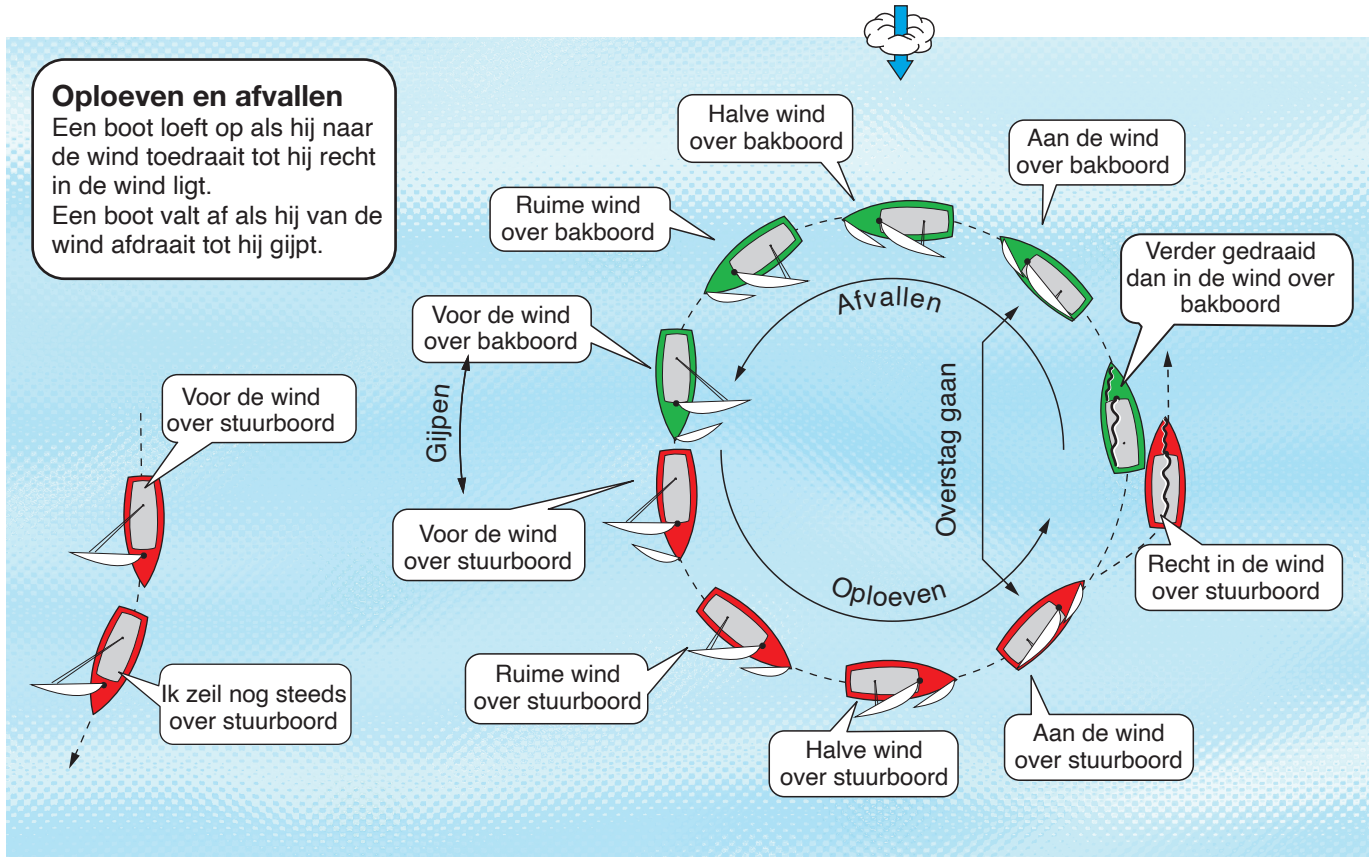 Oploeven en afvallen
Een boot loeft op als hij naar
de wind toedraait tot hij recht
in de wind ligt.
Een boot valt af als hij van de
wind afdraait tot hij gijpt.
Halve wind
over bakboord
Aan de wind
over bakboord
Ruime wind
over bakboord
Verder gedraaid
dan in de wind over
bakboord
Afvallen
Voor de wind
over bakboord
Gijpen
Overstag gaan
Voor de wind
over stuurboord
Voor de wind
over stuurboord
Recht in de wind
over stuurboord
Oploeven
Ruime wind
over stuurboord
Ik zeil nog steeds
over stuurboord
Halve wind
over stuurboord
Aan de wind
over stuurboord